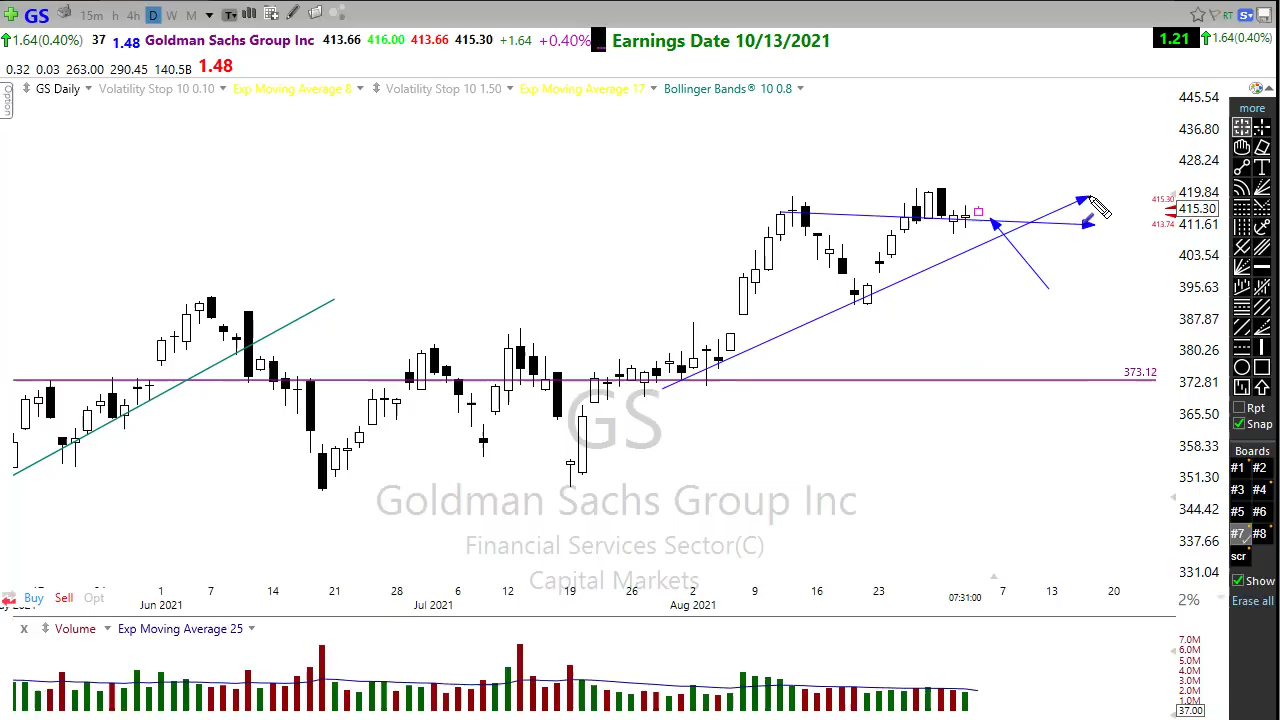 GS 15m h 4h D W M T
1.64(0.40%) 37 1.48 Goldman Sachs Group Inc 413.66 416.00 413.66 415.30 +1.64 +0.40% Earnings Date 10/13/2021 1.21 1.64(0.40%)
RT S
0.32 0.03 263.00 290.45 140.5B 1.48
Option
GS Daily Volatility Stop 10 0.10 Exp Moving Average 8 Volatility Stop 10 1.50 Exp Moving Average 17 Bollinger Bands® 10 0.8
445.54
436.80
428.24
419.84
415.30
415.30
413.74
411.61
403.54
395.63
387.87
380.26
373.12
372.81
365.50
358.33
351.30
344.42
337.66
331.04
2%
GS
Goldman Sachs Group Inc
Financial Services Sector(C)
Capital Markets
1 7 14 21 28 6 12 19 26 2 9 16 23 07:31:00 7 13 20
Jun 2021 Jul 2021 Aug 2021
Buy Sell Opt
x Volume Exp Moving Average 25
7.0M
6.0M
5.0M
4.0M
3.0M
2.0M
1.0M
37.00
more
T
Rpt
Snap
Boards
#1 #2
#3 #4
#5 #6
#7 #8
scr
Show
Erase all